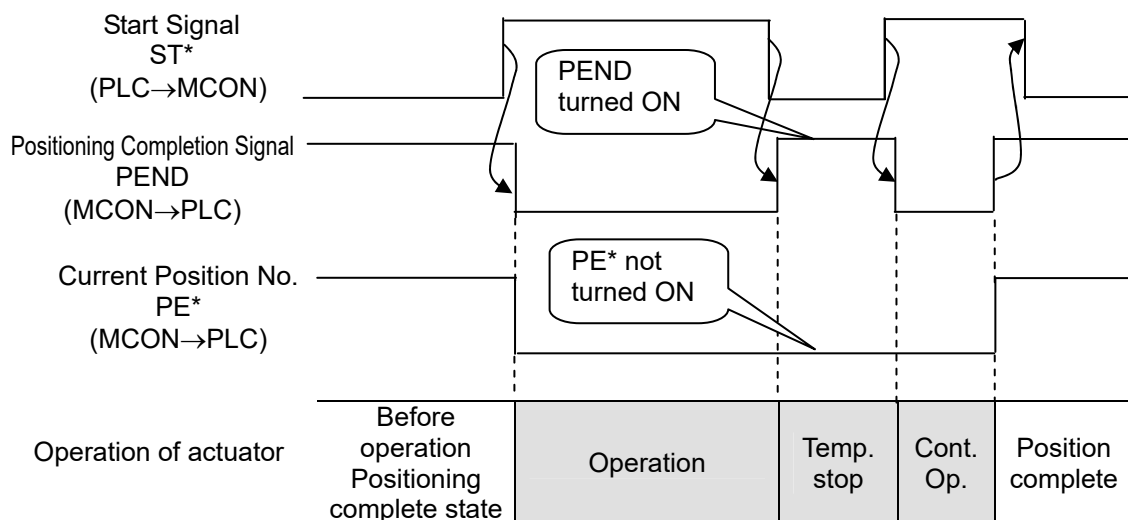 Start Signal
ST*
(PLC→MCON)
PEND
turned ON
Positioning Completion Signal
PEND
(MCON→PLC)
Current Position No.
PE*
(MCON→PLC)
PE* not
turned ON
Operation of actuator
Before
operation
Positioning
complete state
Operation
Temp.
stop
Cont.
Op.
Position
complete